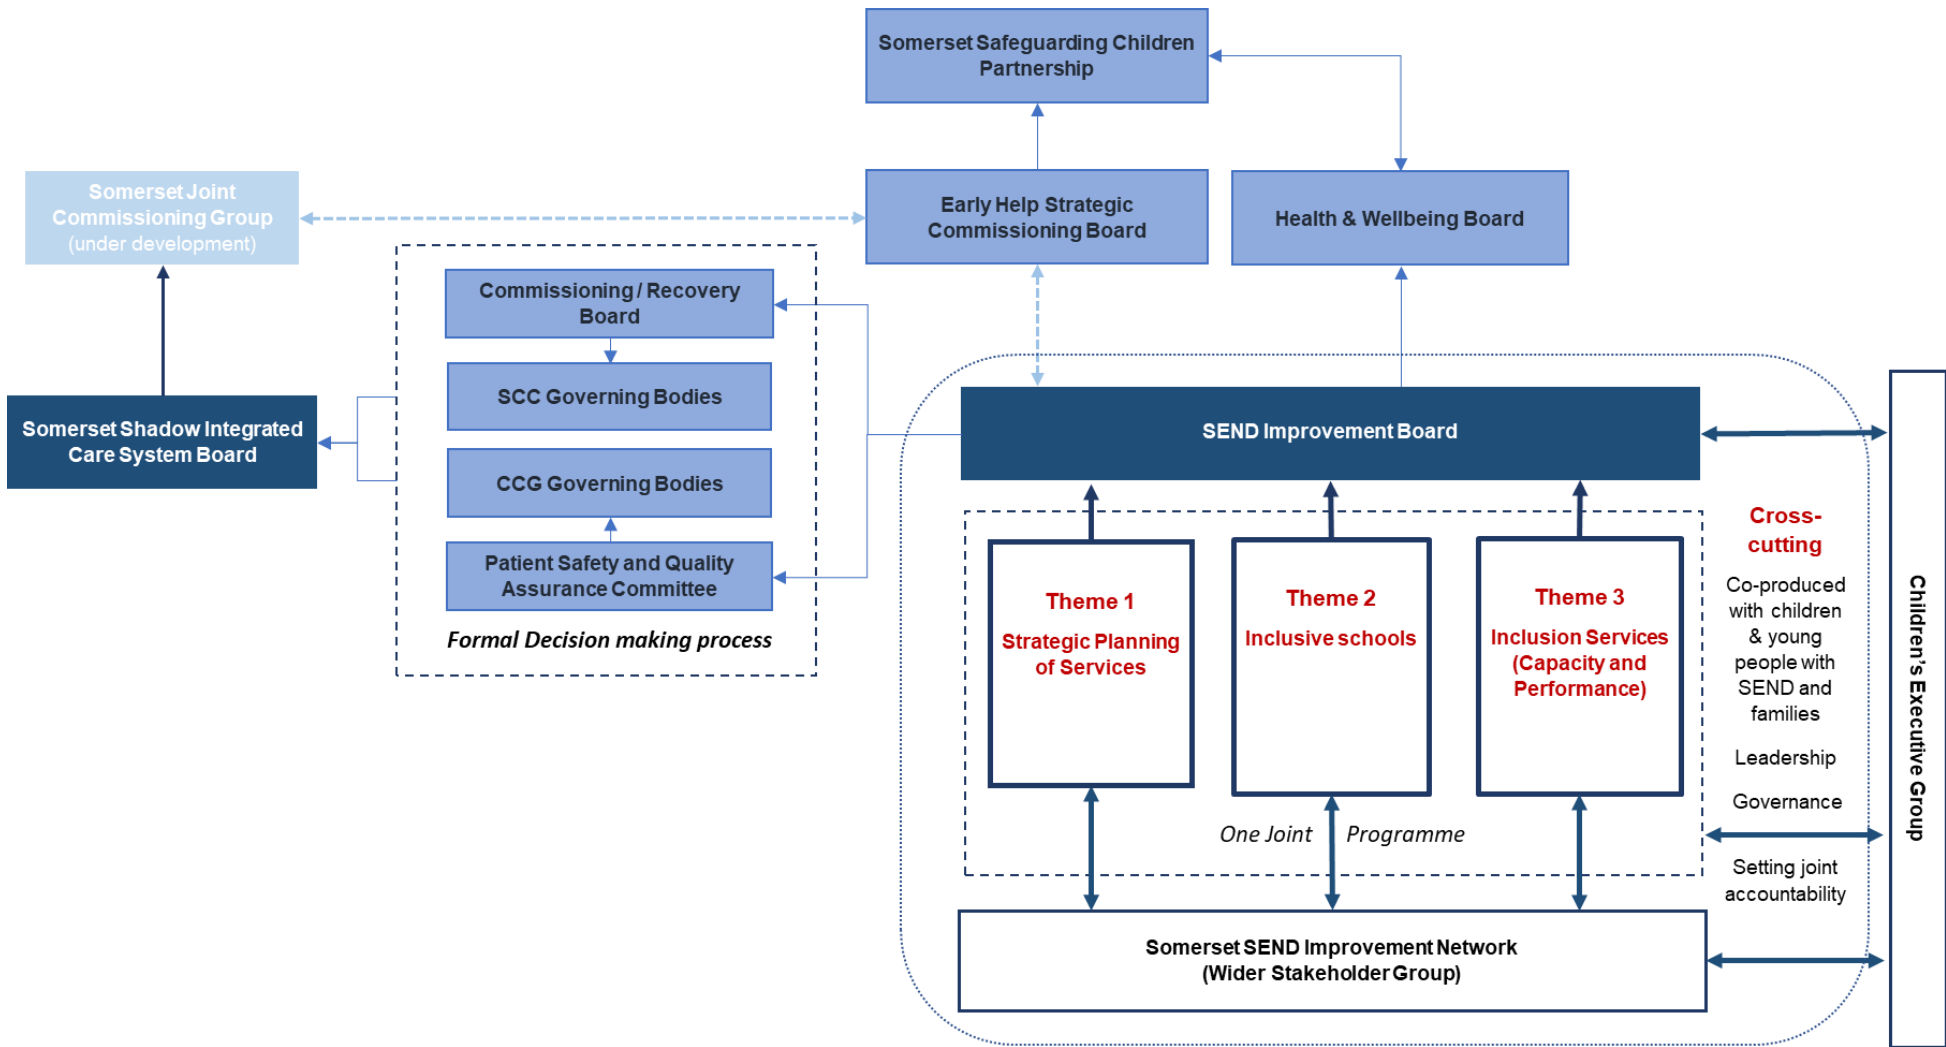 Somerset Safeguarding Children
Partnership
Somerset Joint
Commissioning Group
(under development)
Early Help Strategic
Commissioning Board
Health & Wellbeing Board
Commissioning / Recovery
Board
SCC Governing Bodies
CCG Governing Bodies
Patient Safety and Quality
Assurance Committee
Formal Decision making process
Somerset Shadow Integrated
Care System Board
SEND Improvement Board
Theme 1
Strategic Planning
of Services
Theme 2
Inclusive schools
Theme 3
Inclusion Services
(Capacity and
Performance)
One Joint Programme
Cross-
cutting
Co-produced
with children
& young
people with
SEND and
families
Leadership
Governance
Setting joint
accountability
Somerset SEND Improvement Network
(Wider Stakeholder Group)
Children's Executive Group